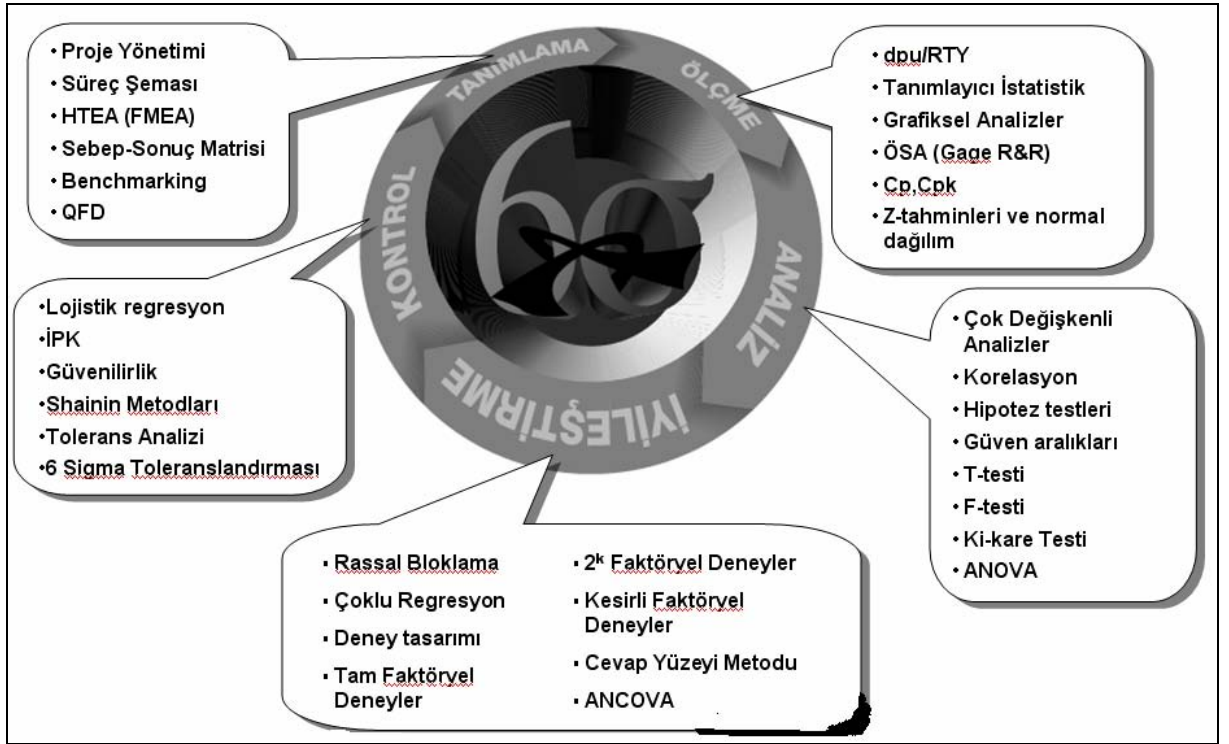 • Proje Yönetimi
• Süreç Şeması
• HTEA (FMEA)
• Sebep-Sonuç Matrisi
• Benchmarking
• QFD
TANIMLAMA
ÖLÇME
ANALİZ
İYİLEŞTİRME
KONTROL
6σ
• dpu/RTY
• Tanımlayıcı İstatistik
• Grafiksel Analizler
• ÖSA (Gage R&R)
• Cp,Cpk
• Z-tahminleri ve normal
dağılım
• Çok Değişkenli
Analizler
• Korelasyon
• Hipotez testleri
• Güven aralıkları
• T-testi
• F-testi
• Ki-kare Testi
• ANOVA
▪ Rassal Bloklama
▪ Çoklu Regresyon
▪ Deney tasarımı
▪ Tam Faktöryel
Deneyler
▪ 2ᵏ Faktöryel Deneyler
▪ Kesirli Faktöryel
Deneyler
▪ Cevap Yüzeyi Metodu
▪ ANCOVA
•Lojistik regresyon
•İPK
•Güvenilirlik
•Shainin Metodları
•Tolerans Analizi
•6 Sigma Toleranslandırması